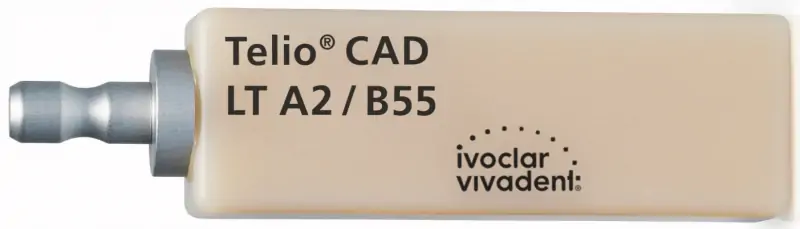 Telio® CAD
LT A2 / B55
ivoclar
vivadent®